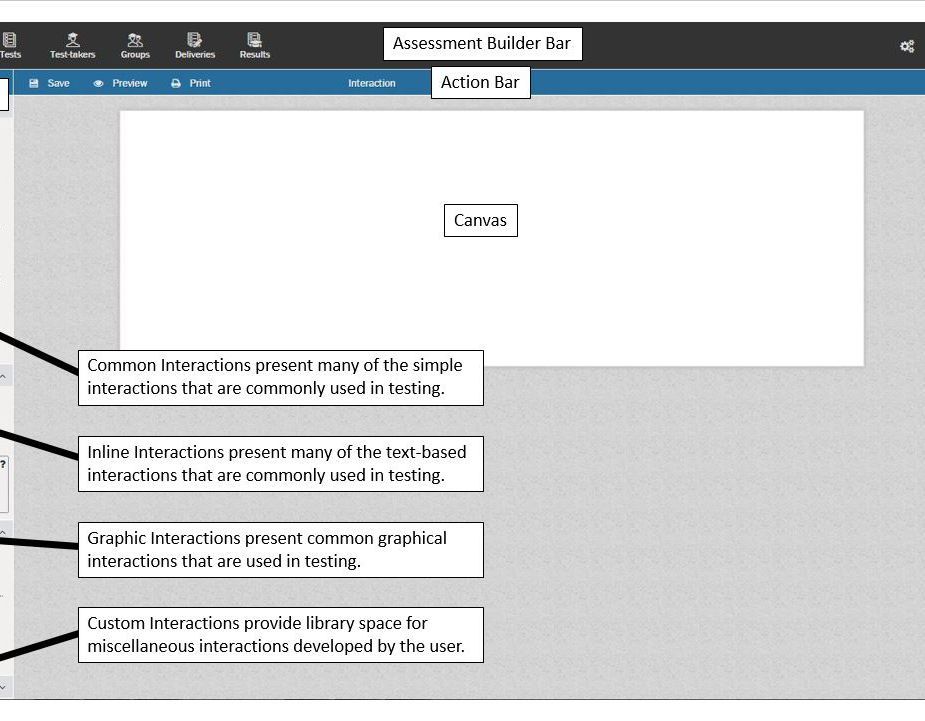 Assessment Builder Bar
Tests Test-takers Groups Deliveries Results
Action Bar
Save Preview Print Interaction
Canvas
Common Interactions present many of the simple
interactions that are commonly used in testing.
Inline Interactions present many of the text-based
interactions that are commonly used in testing.
?
Graphic Interactions present common graphical
interactions that are used in testing.
Custom Interactions provide library space for
miscellaneous interactions developed by the user.